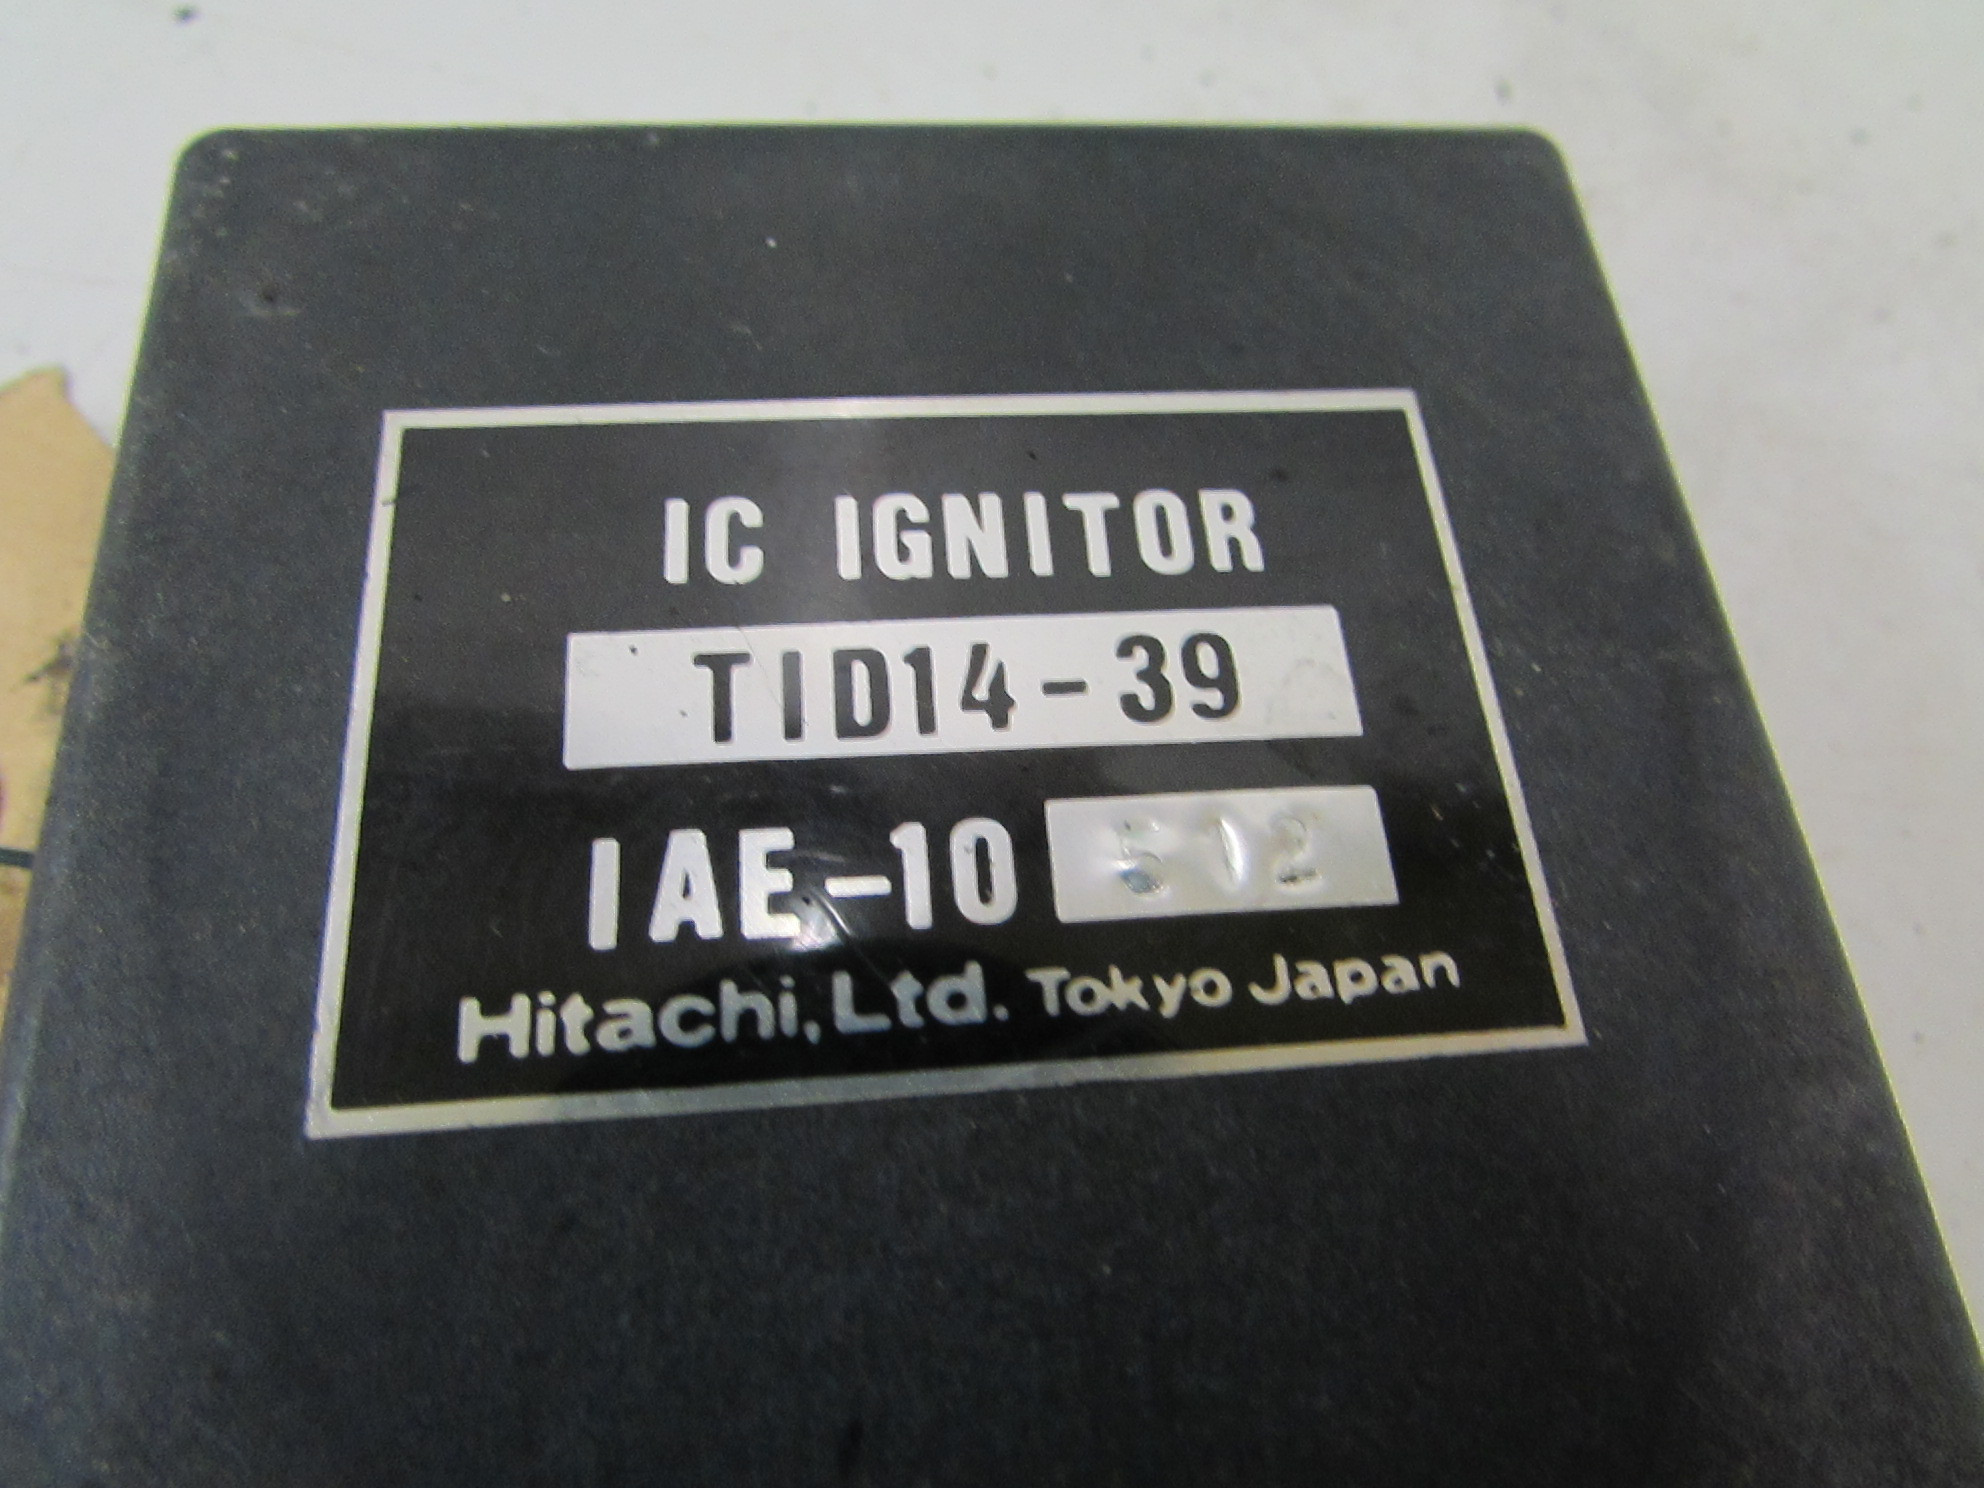 IC IGNITOR
TID14-39
IAE-10 512
Hitachi, Ltd. Tokyo Japan